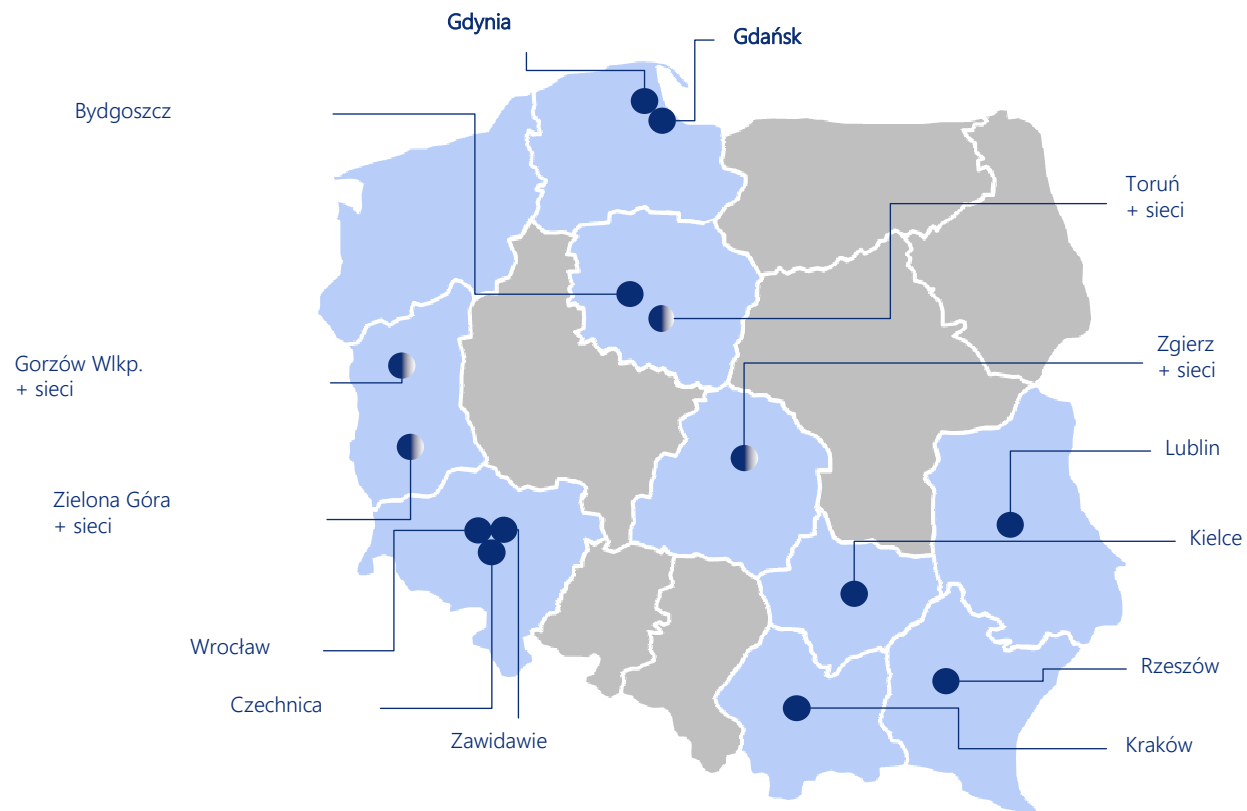 Gdynia
Gdańsk
Bydgoszcz
Toruń
+ sieci
Zgierz
+ sieci
Gorzów Wlkp.
+ sieci
Lublin
Zielona Góra
+ sieci
Kielce
Wrocław
Rzeszów
Czechnica
Zawidawie
Kraków